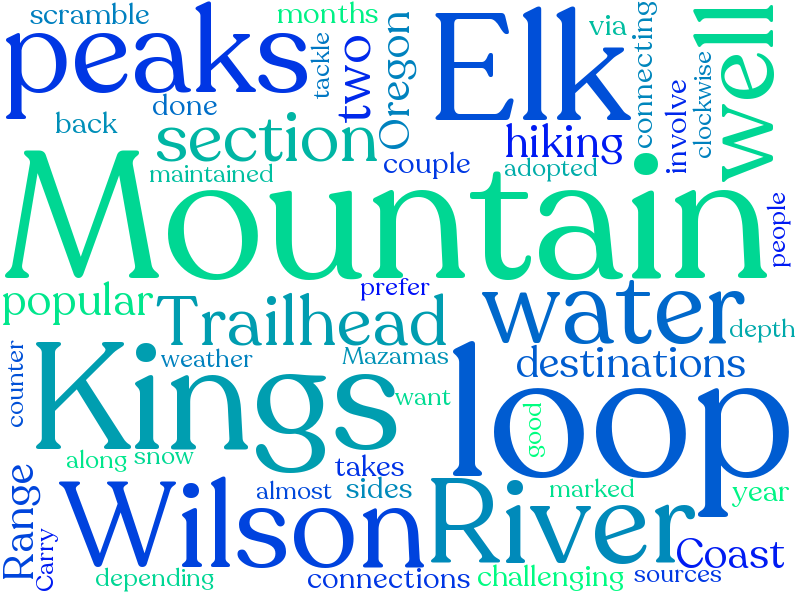 scramble
months
peaks
tackle
two
Oregon
Elk
via
connecting
well
done
back
section
couple
hiking
adopted
involve
clockwise
maintained
Mountain
people
popular
prefer
Trailhead
water
depth
counter
Kings
weather
Mazamas
destinations
want
loop
good
along
snow
takes
Range
Carry
Wilson
almost
sides
River
marked
year
Coast
depending
connections
challenging
sources